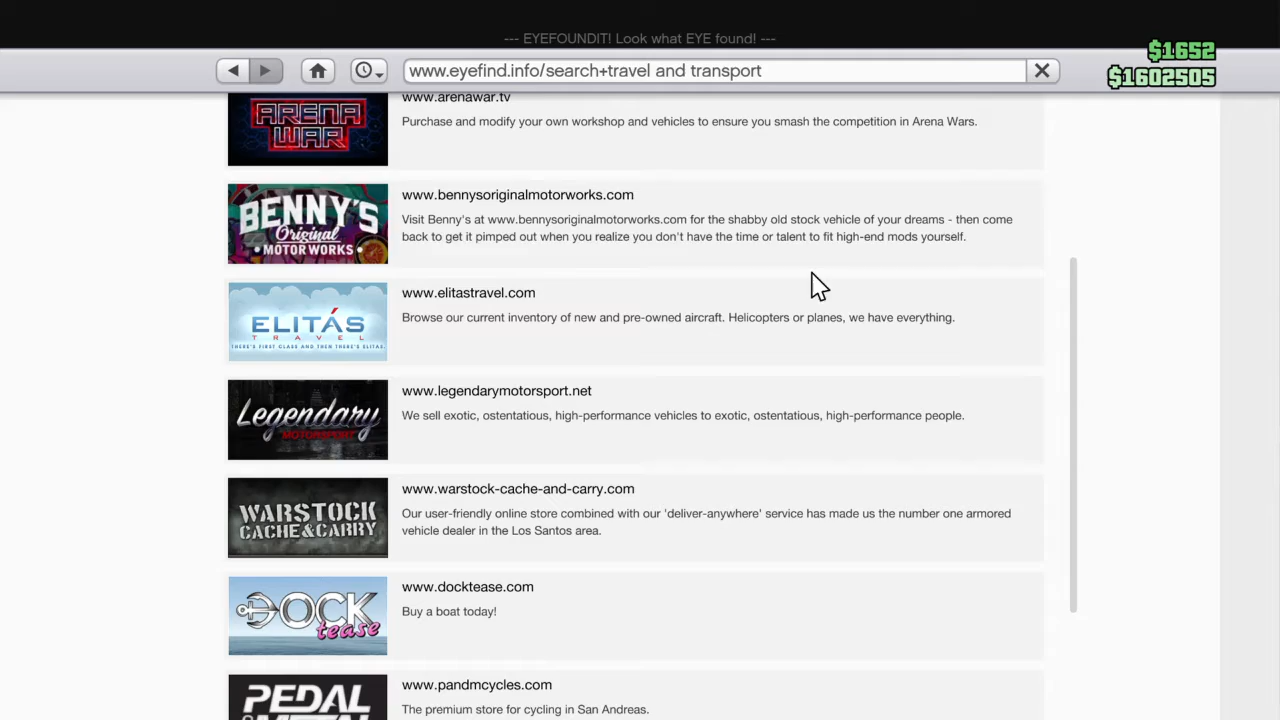 --- EYEFOUNDIT! Look what EYE found! ---
www.eyefind.info/search+travel and transport
$1652
$1602505
www.arenawar.tv
ARENA
WAR
Purchase and modify your own workshop and vehicles to ensure you smash the competition in Arena Wars.
BENNY'S
Original
•MOTOR WORKS•
www.bennysoriginalmotorworks.com
Visit Benny's at www.bennysoriginalmotorworks.com for the shabby old stock vehicle of your dreams - then come
back to get it pimped out when you realize you don't have the time or talent to fit high-end mods yourself.
ELITÁS
TRAVEL
THERE'S FIRST CLASS AND THEN THERE'S ELITAS.
www.elitastravel.com
Browse our current inventory of new and pre-owned aircraft. Helicopters or planes, we have everything.
Legendary
MOTORSPORT
www.legendarymotorsport.net
We sell exotic, ostentatious, high-performance vehicles to exotic, ostentatious, high-performance people.
WARSTOCK
CACHE&CARRY
www.warstock-cache-and-carry.com
Our user-friendly online store combined with our 'deliver-anywhere' service has made us the number one armored
vehicle dealer in the Los Santos area.
DOCK
tease
www.docktease.com
Buy a boat today!
PEDAL
METAL
www.pandmcycles.com
The premium store for cycling in San Andreas.